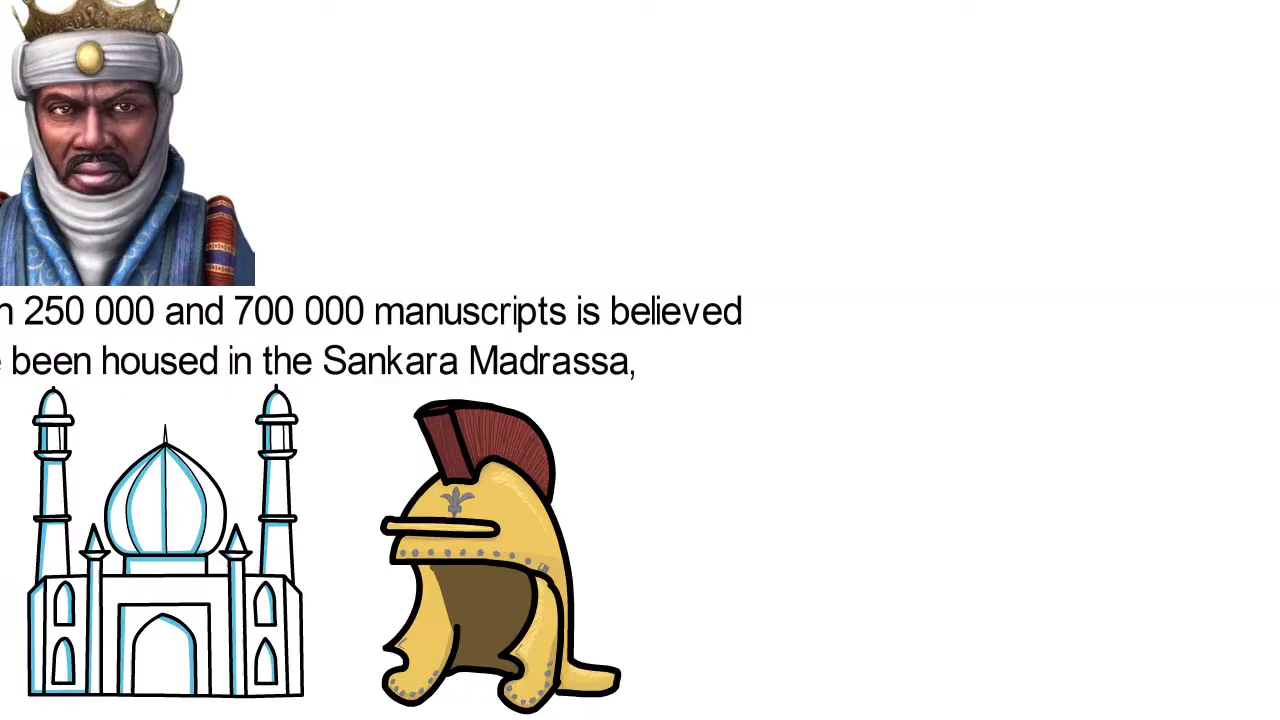 250 000 and 700 000 manuscripts is believed
been housed in the Sankara Madrassa,